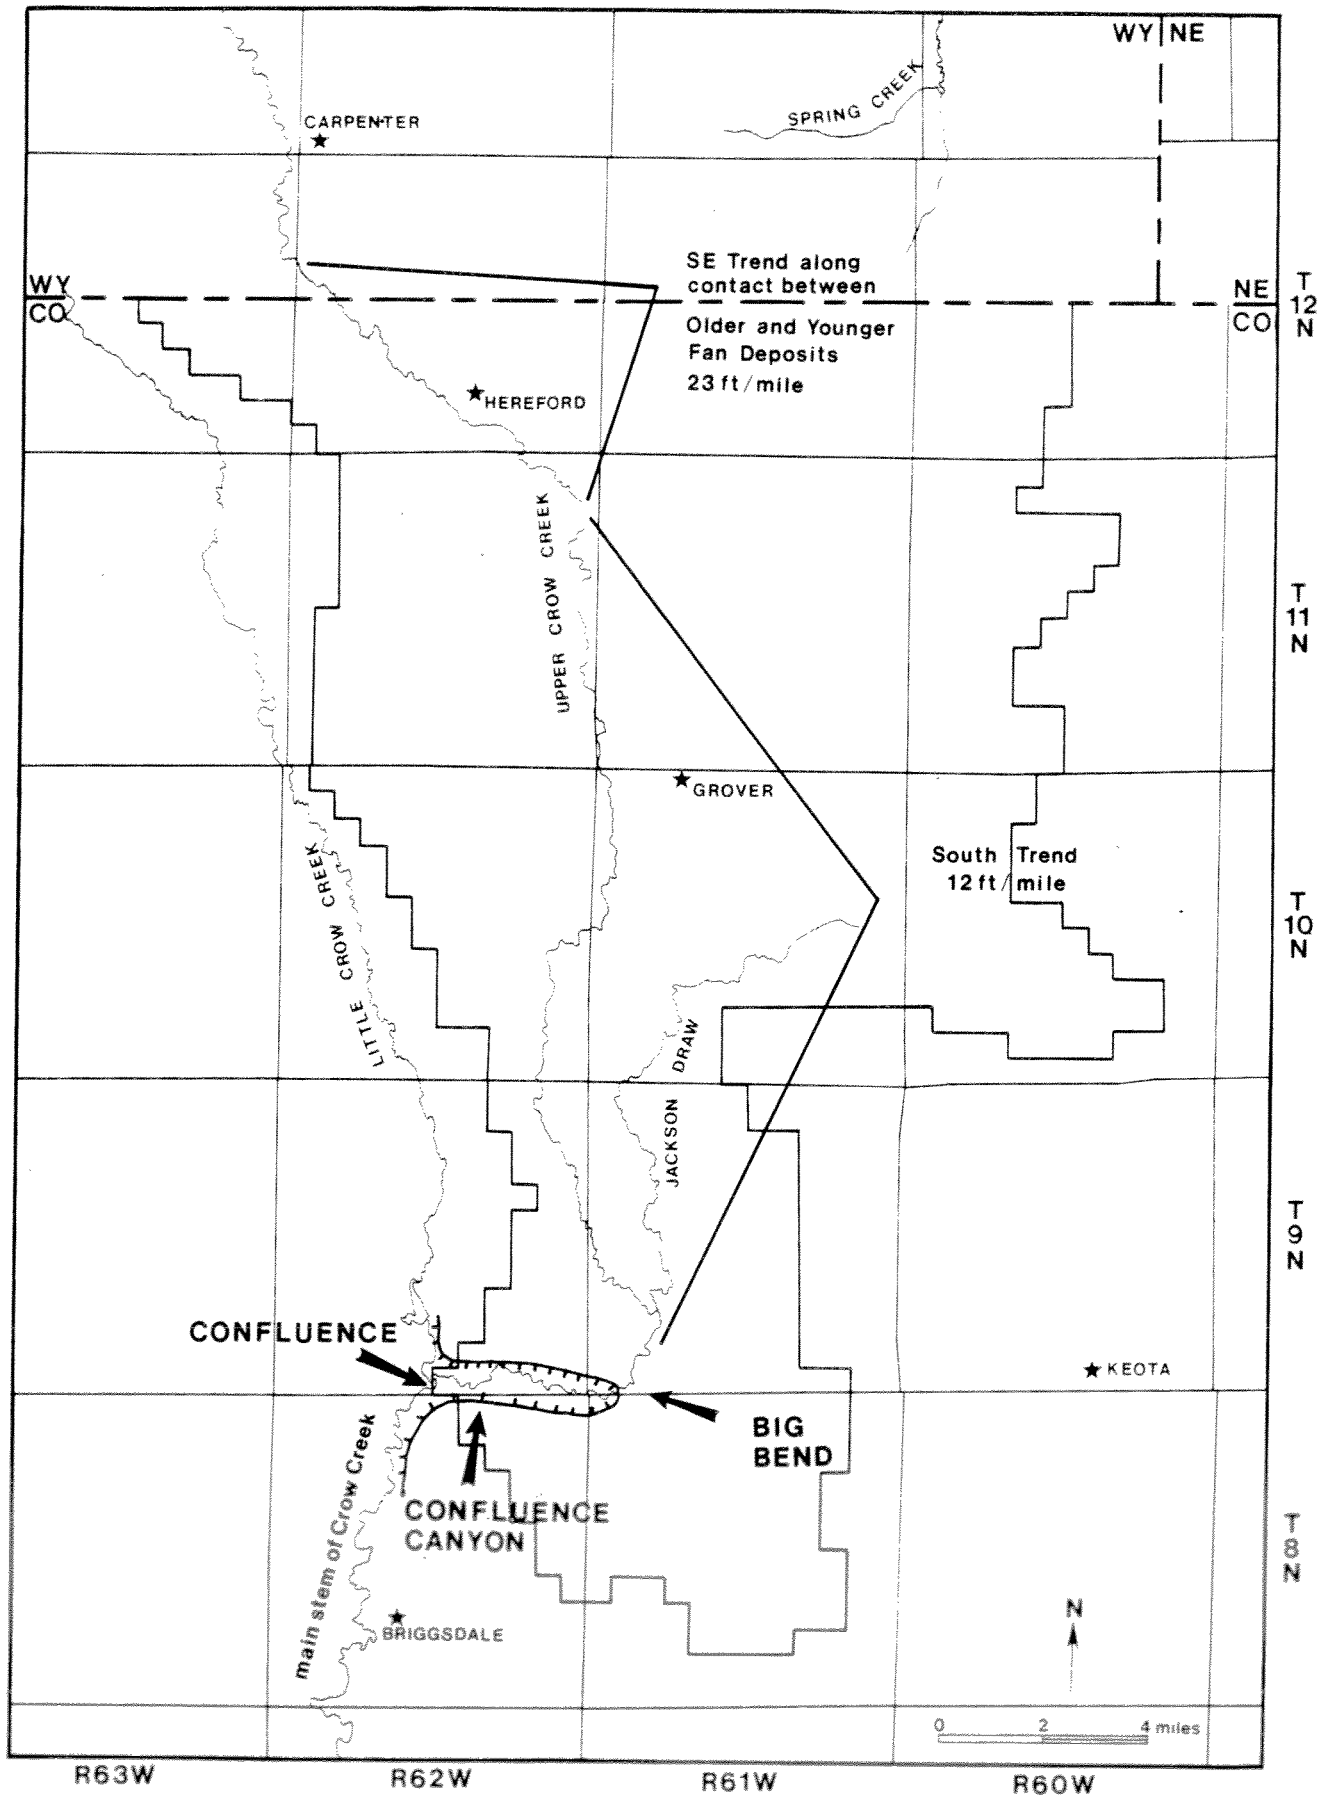 WY NE
SPRING CREEK
CARPENTER
SE Trend along
contact between
WY
CO
NE
CO
T
12
N
Older and Younger
Fan Deposits
23 ft/mile
HEREFORD
UPPER CROW CREEK
T
11
N
GROVER
South Trend
12 ft/mile
LITTLE CROW CREEK
T
10
N
JACKSON DRAW
T
9
N
CONFLUENCE
KEOTA
BIG
BEND
main stem of Crow Creek
CONFLUENCE
CANYON
T
8
N
N
BRIGGSDALE
0 2 4 miles
R63W R62W R61W R60W